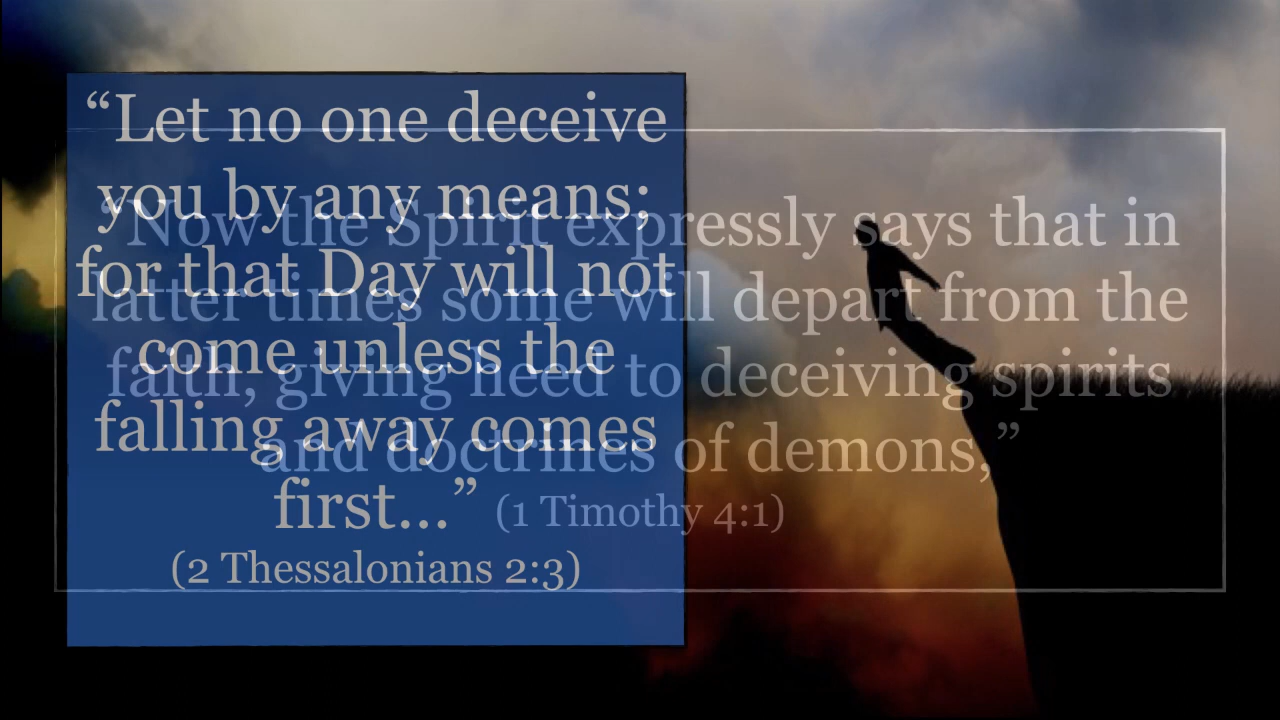 “Let no one deceive
you by any means;
for that Day will not
come unless the
falling away comes
first...”
(2 Thessalonians 2:3)
“Now the Spirit expressly says that in
latter times some will depart from the
faith, giving heed to deceiving spirits
and doctrines of demons,”
(1 Timothy 4:1)